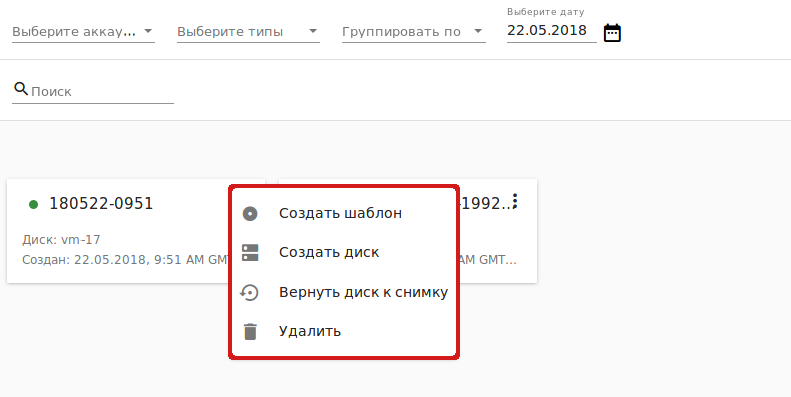 Выберите дату
Выберите аккау... Выберите типы Группировать по 22.05.2018
Поиск
180522-0951 -1992...
Диск: vm-17
Создан: 22.05.2018, 9:51 AM GM AM GMT...
Создать шаблон
Создать диск
Вернуть диск к снимку
Удалить